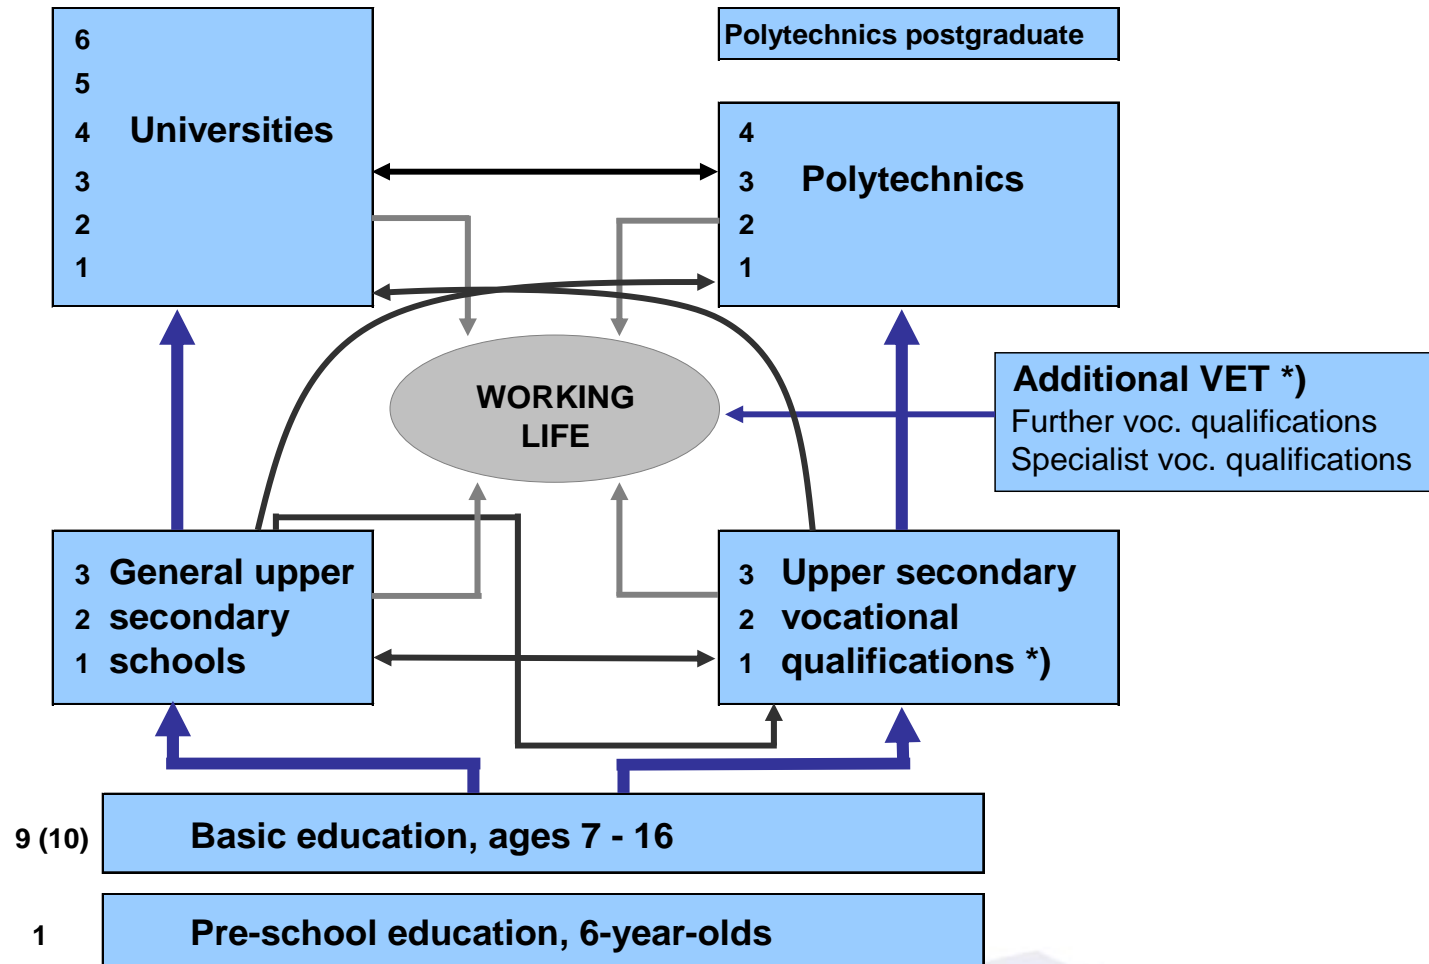 6
5
4 Universities
3
2
1
Polytechnics postgraduate
4
3 Polytechnics
2
1
WORKING
LIFE
Additional VET *)
Further voc. qualifications
Specialist voc. qualifications
3 General upper
2 secondary
1 schools
3 Upper secondary
2 vocational
1 qualifications *)
9 (10) Basic education, ages 7 - 16
1 Pre-school education, 6-year-olds